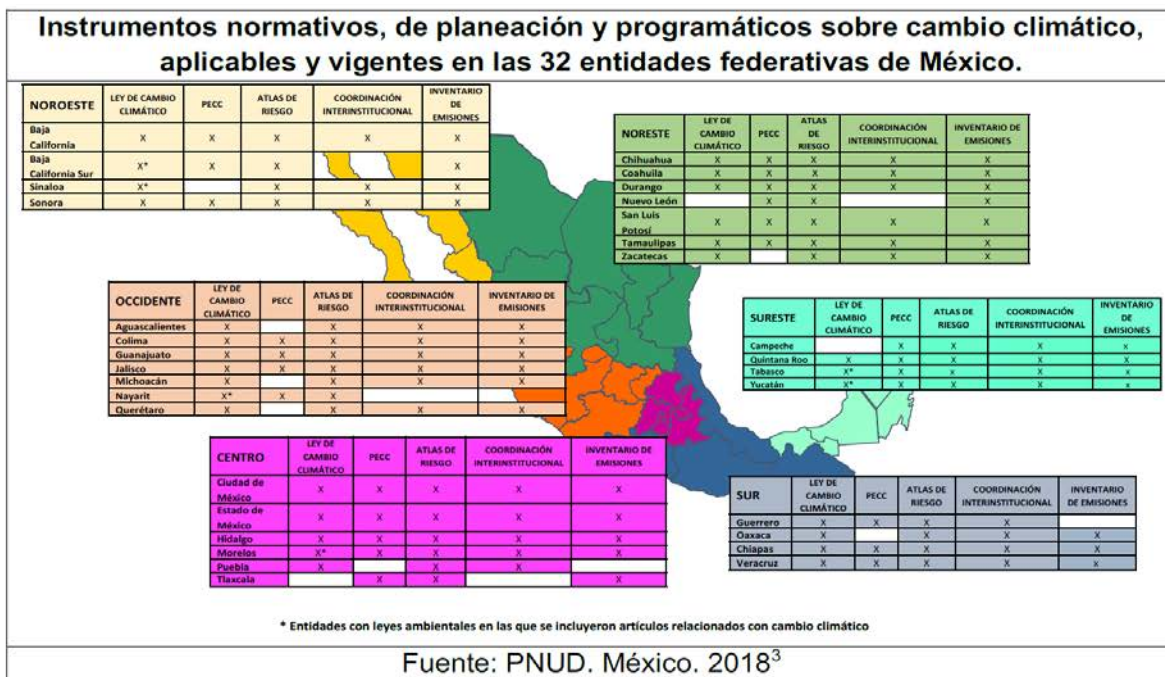 Instrumentos normativos, de planeación y programáticos sobre cambio climático,
aplicables y vigentes en las 32 entidades federativas de México.
NOROESTE LEY DE CAMBIO CLIMÁTICO PECC ATLAS DE RIESGO COORDINACIÓN INTERINSTITUCIONAL INVENTARIO DE EMISIONES
Baja California X X X X X
Baja California Sur X* X X X
Sinaloa X* X X X
Sonora X X X X X
NORESTE LEY DE CAMBIO CLIMÁTICO PECC ATLAS DE RIESGO COORDINACIÓN INTERINSTITUCIONAL INVENTARIO DE EMISIONES
Chihuahua X X X X X
Coahuila X X X X X
Durango X X X X X
Nuevo León X X X
San Luis Potosí X X X X X
Tamaulipas X X X X X
Zacatecas X X X X
OCCIDENTE LEY DE CAMBIO CLIMÁTICO PECC ATLAS DE RIESGO COORDINACIÓN INTERINSTITUCIONAL INVENTARIO DE EMISIONES
Aguascalientes X X X X
Colima X X X X X
Guanajuato X X X X X
Jalisco X X X X X
Michoacán X X X X
Nayarit X* X X
Querétaro X X X X
SURESTE LEY DE CAMBIO CLIMÁTICO PECC ATLAS DE RIESGO COORDINACIÓN INTERINSTITUCIONAL INVENTARIO DE EMISIONES
Campeche X X X x
Quintana Roo X X X X X
Tabasco X* X x X X
Yucatán X* X X X x
CENTRO LEY DE CAMBIO CLIMÁTICO PECC ATLAS DE RIESGO COORDINACIÓN INTERINSTITUCIONAL INVENTARIO DE EMISIONES
Ciudad de México X X X X X
Estado de México X X X X X
Hidalgo X X X X X
Morelos X* X X X X
Puebla X X X
Tlaxcala X X X
SUR LEY DE CAMBIO CLIMÁTICO PECC ATLAS DE RIESGO COORDINACIÓN INTERINSTITUCIONAL INVENTARIO DE EMISIONES
Guerrero X X X X
Oaxaca X X X X
Chiapas X X X X X
Veracruz X X X X x
* Entidades con leyes ambientales en las que se incluyeron artículos relacionados con cambio climático
Fuente: PNUD. México. 2018³